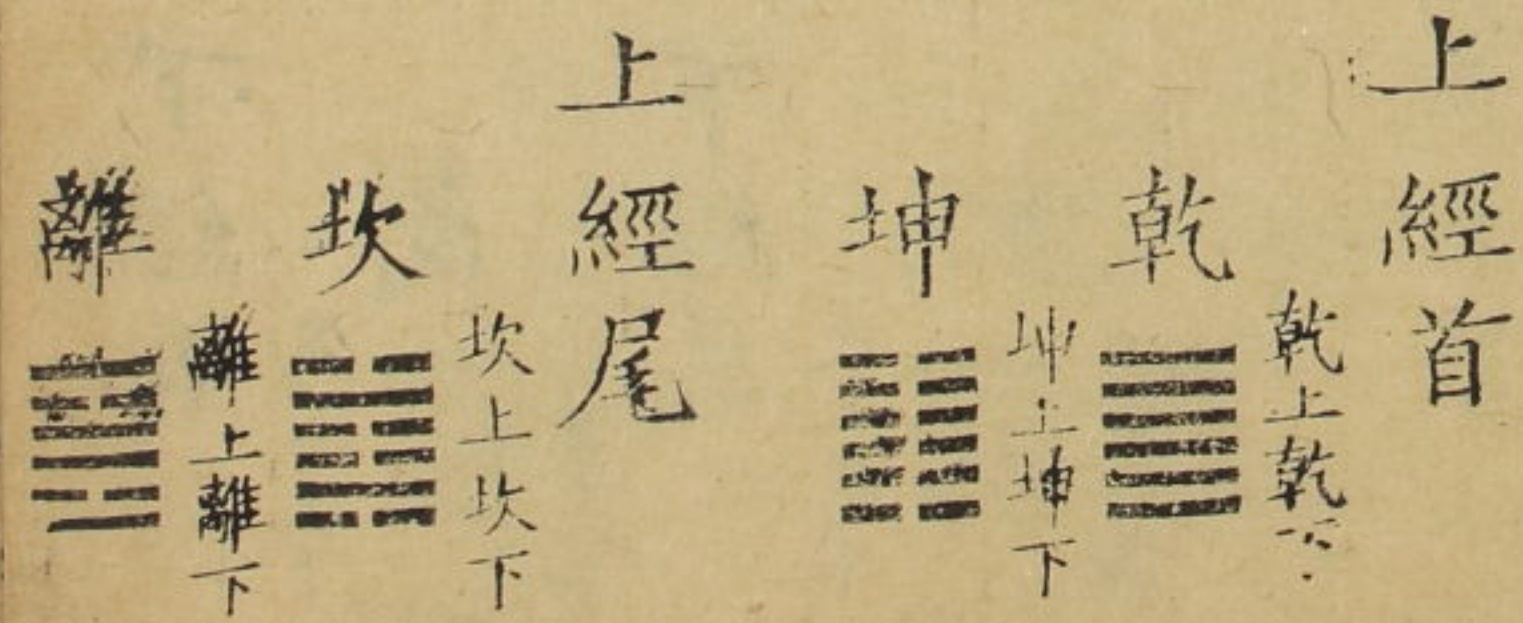 上經首
乾 乾上乾下
坤 坤上坤下
上經尾
坎 坎上坎下
離 離上離下